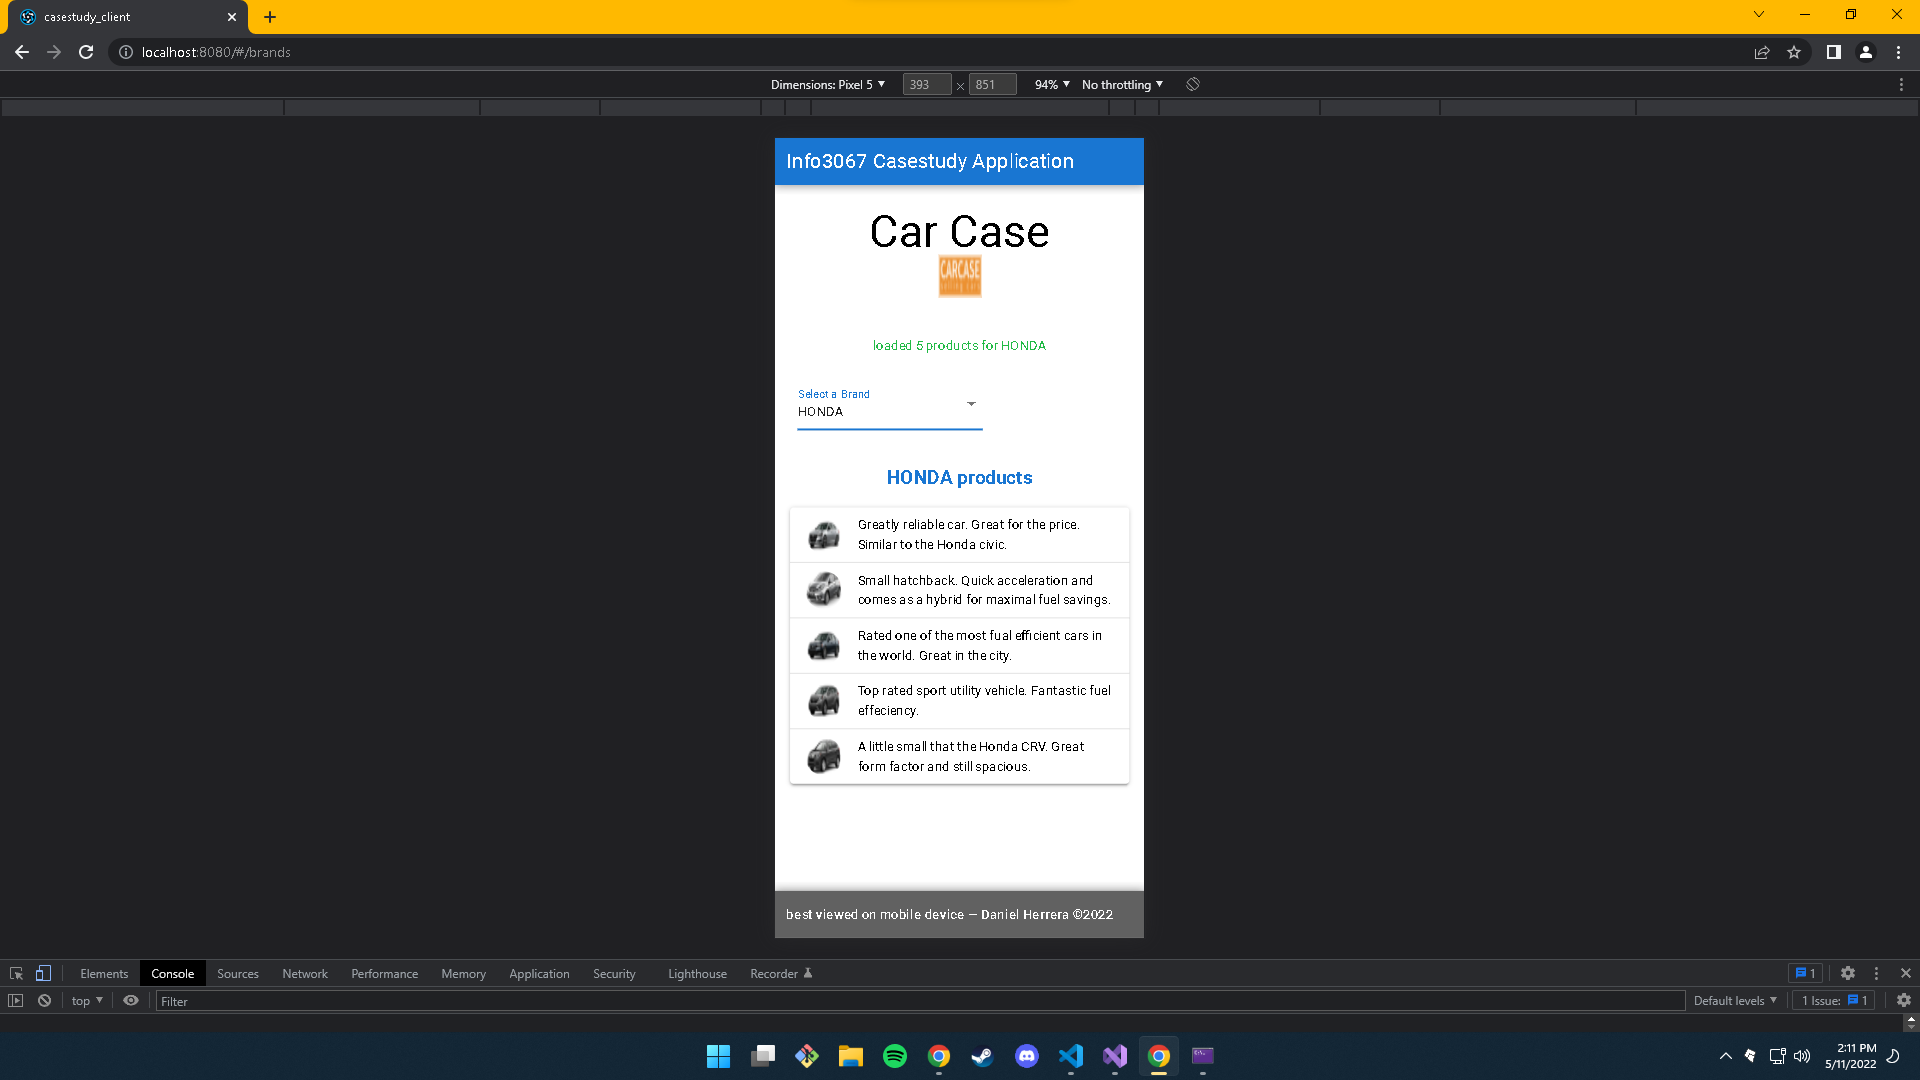 casestudy_client
localhost:8080/#/brands
Dimensions: Pixel 5 393 × 851 94% No throttling
Info3067 Casestudy Application
Car Case
CARCASE
selling cars
loaded 5 products for HONDA
Select a Brand
HONDA
HONDA products
Greatly reliable car. Great for the price.
Similar to the Honda civic.
Small hatchback. Quick acceleration and
comes as a hybrid for maximal fuel savings.
Rated one of the most fual efficient cars in
the world. Great in the city.
Top rated sport utility vehicle. Fantastic fuel
effeciency.
A little small that the Honda CRV. Great
form factor and still spacious.
best viewed on mobile device — Daniel Herrera ©2022
Elements Console Sources Network Performance Memory Application Security Lighthouse Recorder 1
top Filter Default levels 1 Issue: 1
2:11 PM
5/11/2022